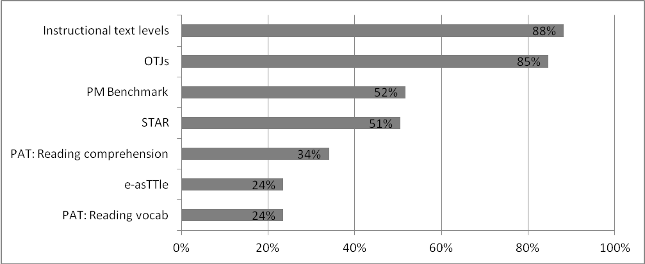 Instructional text levels 88%
OTJs 85%
PM Benchmark 52%
STAR 51%
PAT: Reading comprehension 34%
e-asTTle 24%
PAT: Reading vocab 24%
0% 20% 40% 60% 80% 100%